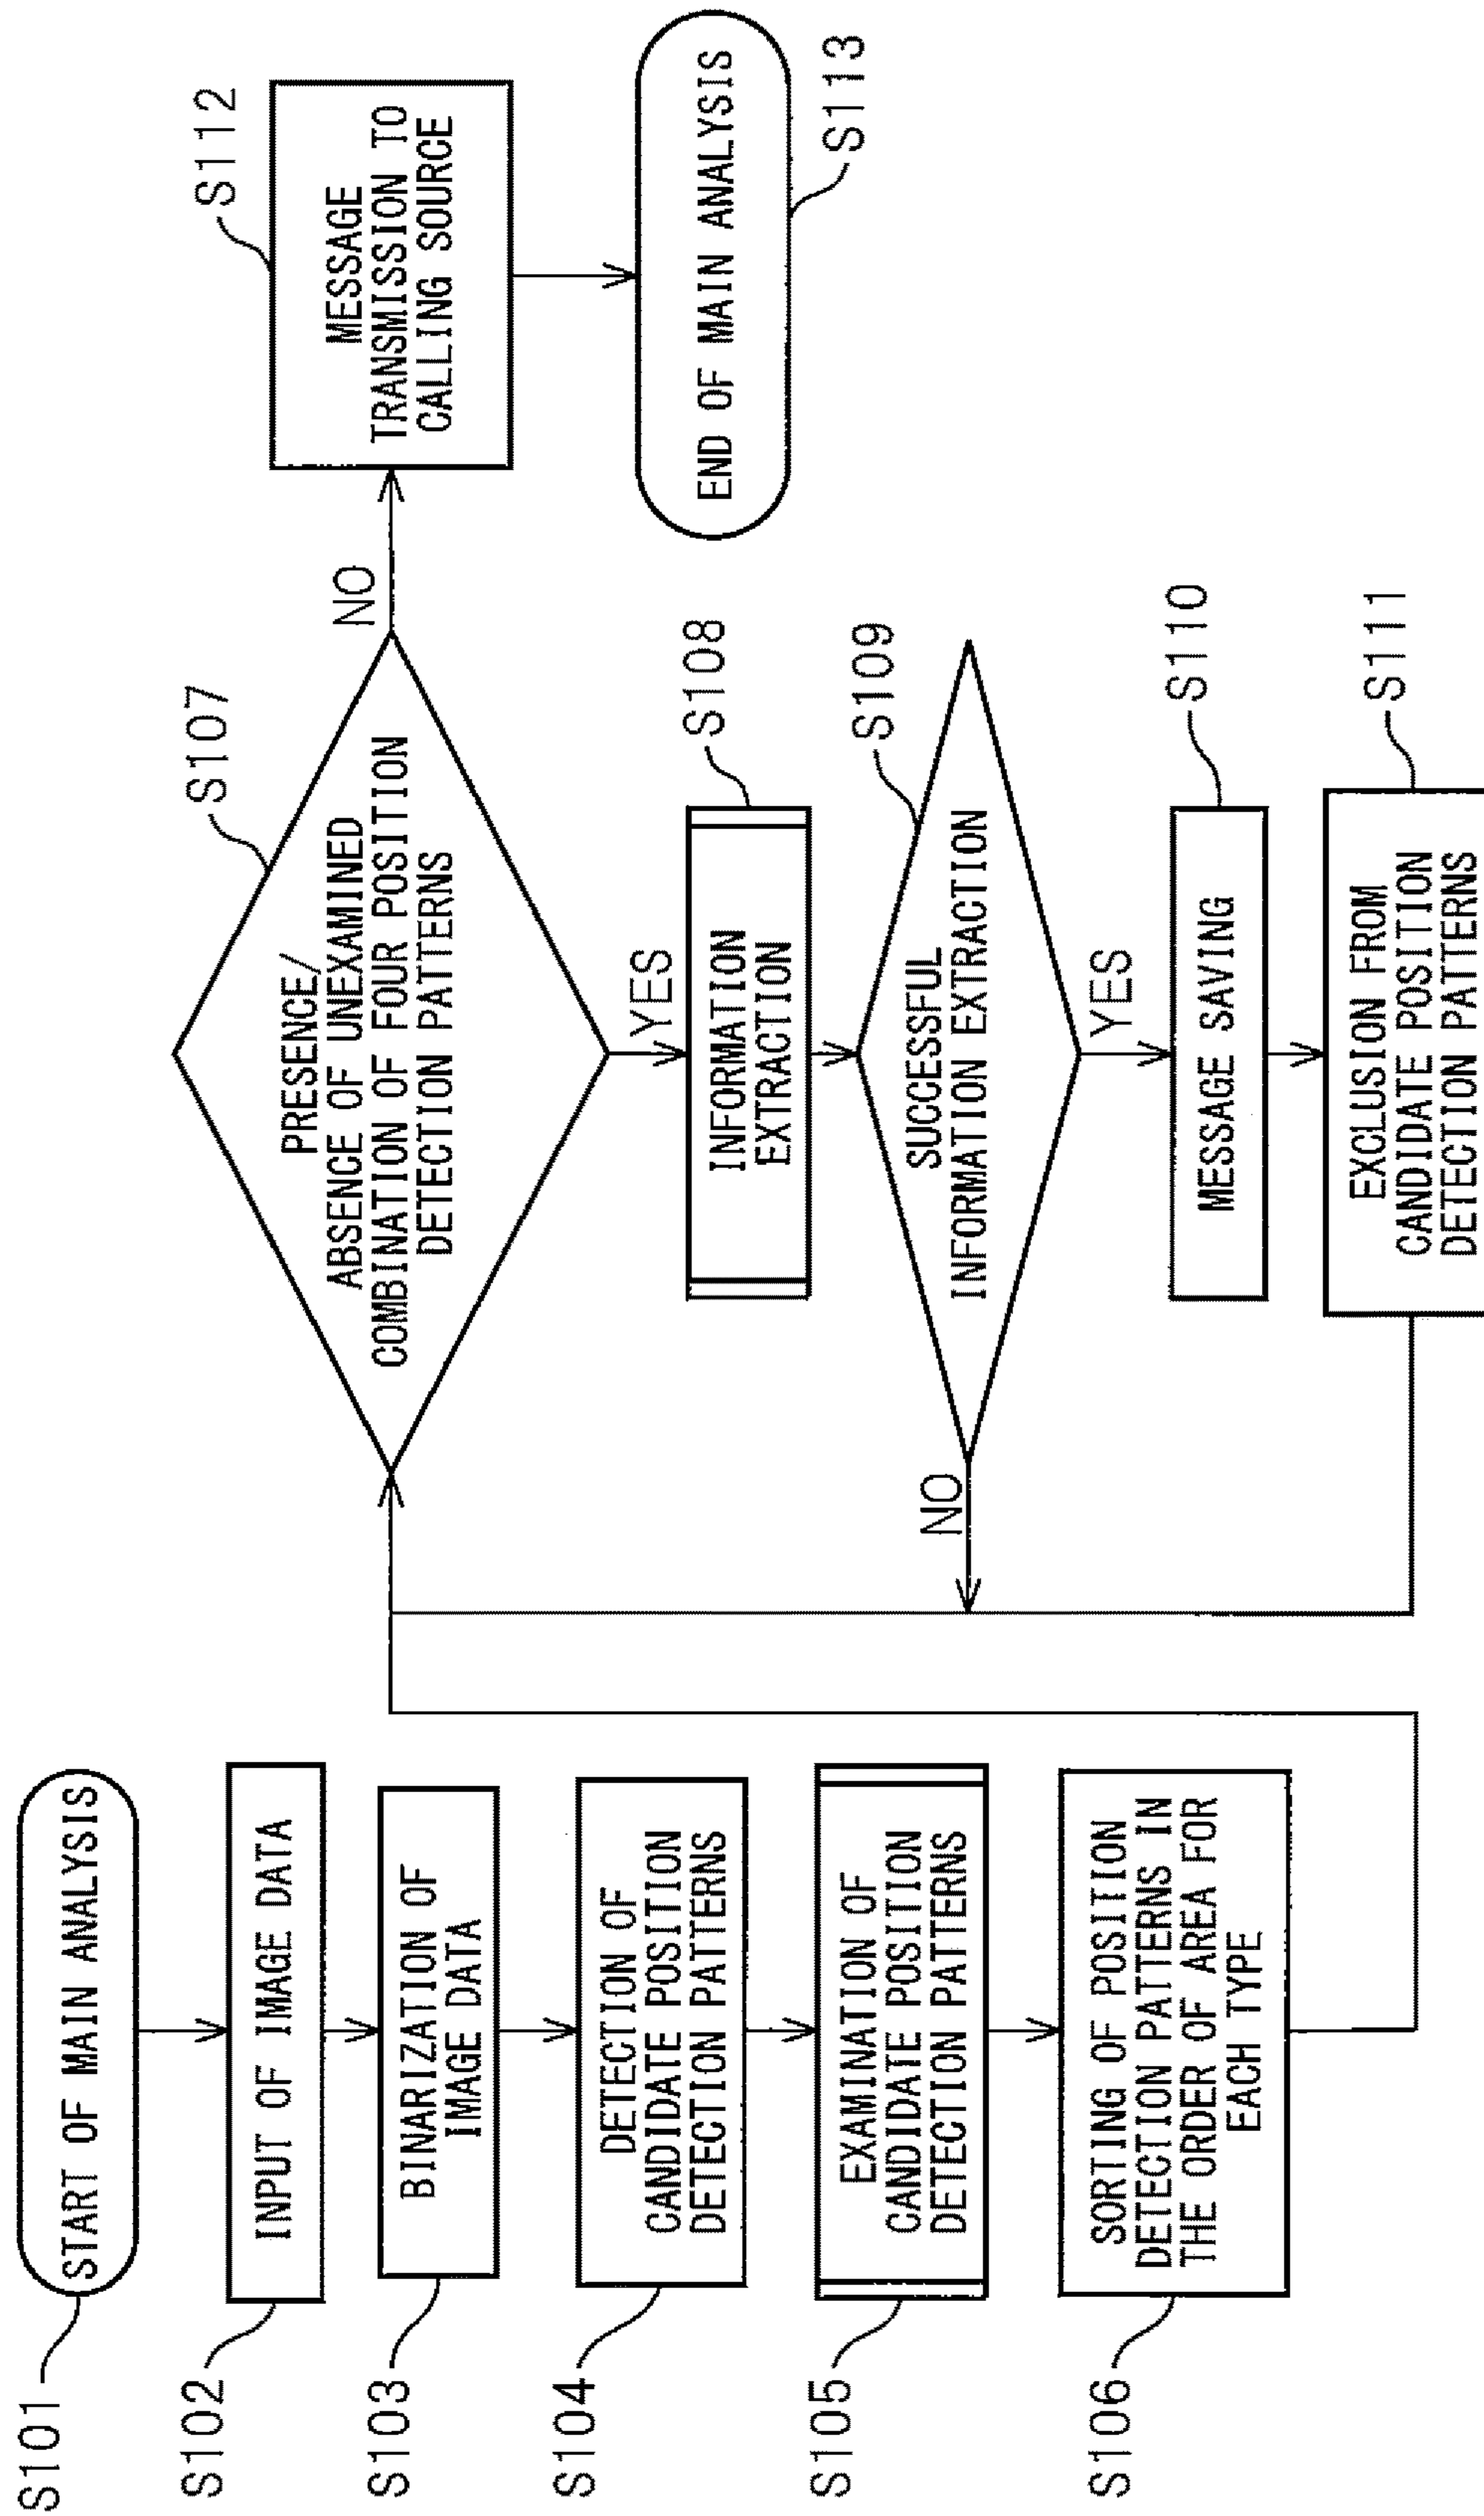 S101
START OF MAIN ANALYSIS
S102
INPUT OF IMAGE DATA
S103
BINARIZATION OF
IMAGE DATA
S104
DETECTION OF
CANDIDATE POSITION
DETECTION PATTERNS
S105
EXAMINATION OF
CANDIDATE POSITION
DETECTION PATTERNS
S106
SORTING OF POSITION
DETECTION PATTERNS IN
THE ORDER OF AREA FOR
EACH TYPE
S107
PRESENCE/
ABSENCE OF UNEXAMINED
COMBINATION OF FOUR POSITION
DETECTION PATTERNS
NO
YES
S108
INFORMATION
EXTRACTION
S109
SUCCESSFUL
INFORMATION EXTRACTION
NO
YES
S110
MESSAGE SAVING
S111
EXCLUSION FROM
CANDIDATE POSITION
DETECTION PATTERNS
S112
MESSAGE
TRANSMISSION TO
CALLING SOURCE
END OF MAIN ANALYSIS
S113